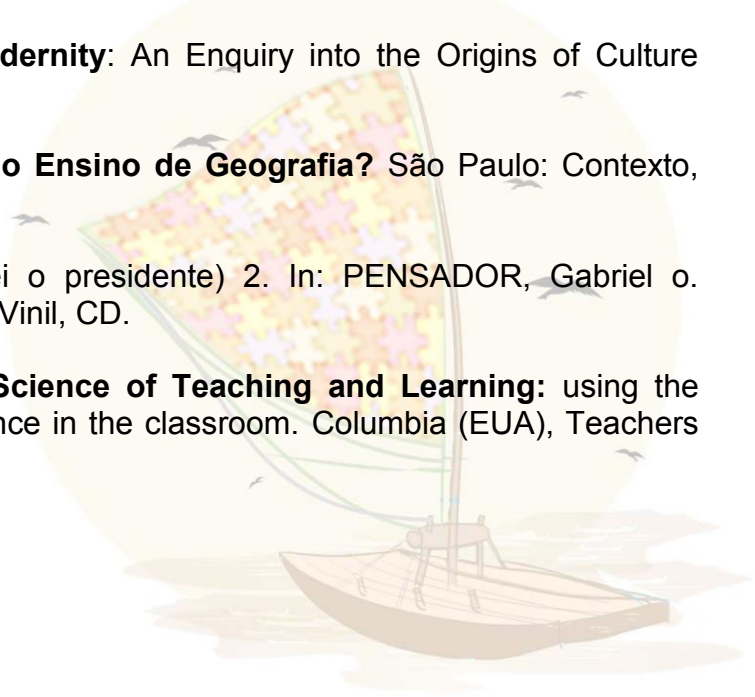 dernity: An Enquiry into the Origins of Culture
o Ensino de Geografia? São Paulo: Contexto,
i o presidente) 2. In: PENSADOR, Gabriel o.
Vinil, CD.
Science of Teaching and Learning: using the
nce in the classroom. Columbia (EUA), Teachers